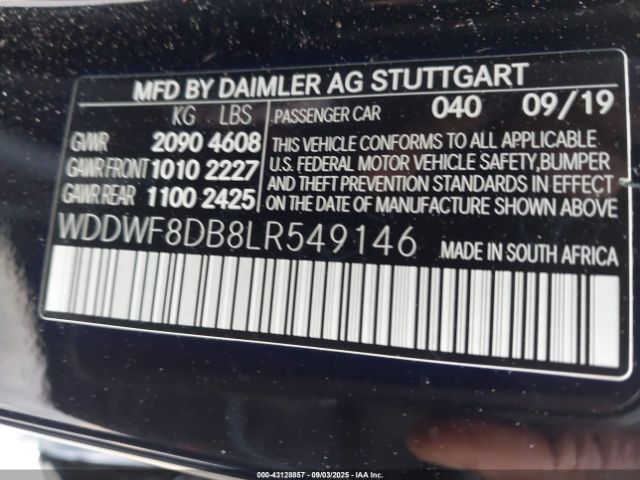 MFD BY DAIMLER AG STUTTGART
KG LBS PASSENGER CAR 040 09/19
GVWR 2090 4608
GAWR FRONT 1010 2227
GAWR REAR 1100 2425
THIS VEHICLE CONFORMS TO ALL APPLICABLE
U.S. FEDERAL MOTOR VEHICLE SAFETY, BUMPER
AND THEFT PREVENTION STANDARDS IN EFFECT
ON THE DATE OF MANUFACTURE SHOWN ABOVE.
WDDWF8DB8LR549146 MADE IN SOUTH AFRICA
000-43128857 - 09/03/2025 - IAA Inc.